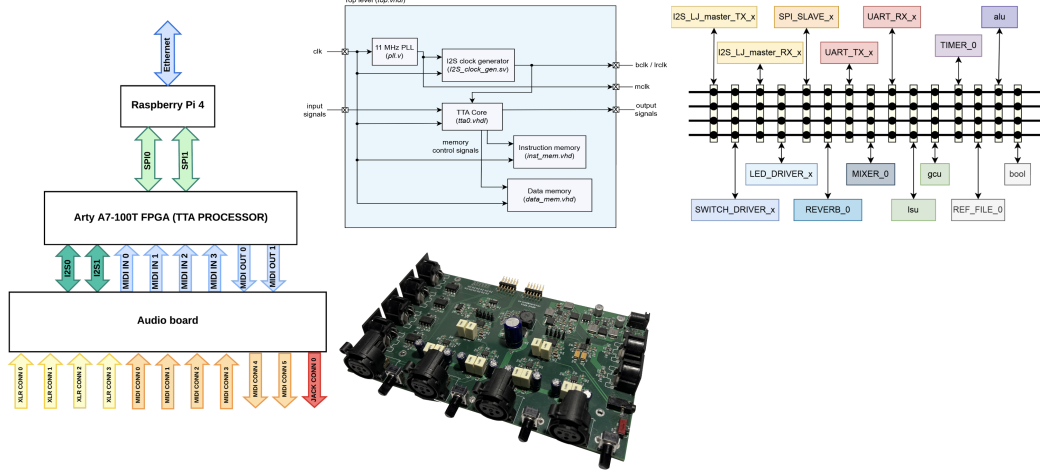 Ethernet
Raspberry Pi 4
SPI0
SPI1
Arty A7-100T FPGA (TTA PROCESSOR)
I2S0
I2S1
MIDI IN 0
MIDI IN 1
MIDI IN 2
MIDI IN 3
MIDI OUT 0
MIDI OUT 1
Audio board
XLR CONN 0
XLR CONN 1
XLR CONN 2
XLR CONN 3
MIDI CONN 0
MIDI CONN 1
MIDI CONN 2
MIDI CONN 3
MIDI CONN 4
MIDI CONN 5
JACK CONN 0
Top level (top.vhdl)
clk
11 MHz PLL
(pll.v)
I2S clock generator
(I2S_clock_gen.sv)
bclk / lrclk
mclk
input
signals
TTA Core
(tta0.vhdl)
output
signals
memory
control signals
Instruction memory
(inst_mem.vhd)
Data memory
(data_mem.vhd)
I2S_LJ_master_TX_x
SPI_SLAVE_x
UART_RX_x
alu
I2S_LJ_master_RX_x
UART_TX_x
TIMER_0
LED_DRIVER_x
MIXER_0
gcu
bool
SWITCH_DRIVER_x
REVERB_0
lsu
REF_FILE_0